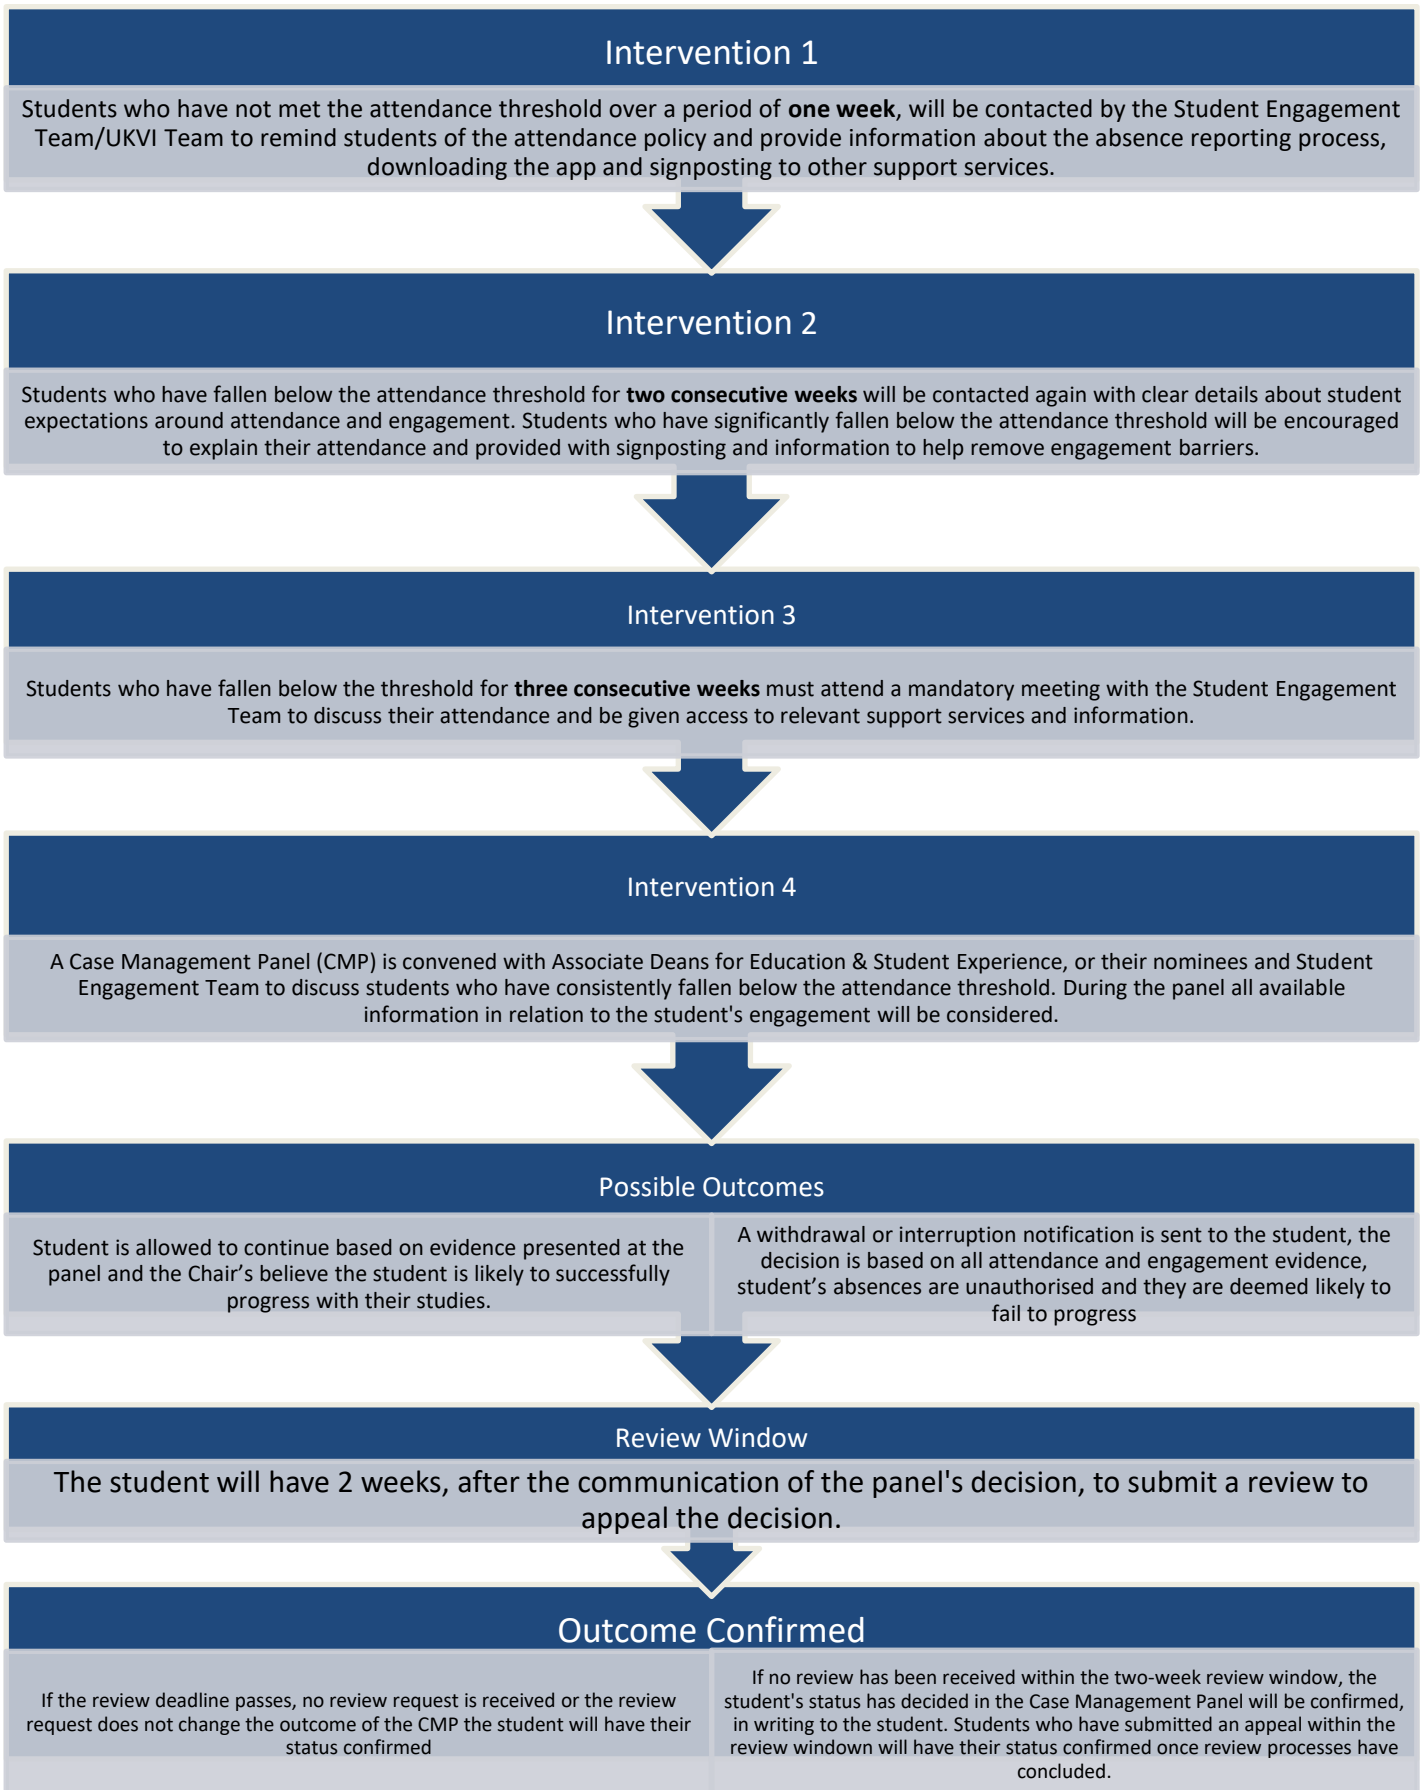 Intervention 1
Students who have not met the attendance threshold over a period of one week, will be contacted by the Student Engagement
Team/UKVI Team to remind students of the attendance policy and provide information about the absence reporting process,
downloading the app and signposting to other support services.
Intervention 2
Students who have fallen below the attendance threshold for two consecutive weeks will be contacted again with clear details about student
expectations around attendance and engagement. Students who have significantly fallen below the attendance threshold will be encouraged
to explain their attendance and provided with signposting and information to help remove engagement barriers.
Intervention 3
Students who have fallen below the threshold for three consecutive weeks must attend a mandatory meeting with the Student Engagement
Team to discuss their attendance and be given access to relevant support services and information.
Intervention 4
A Case Management Panel (CMP) is convened with Associate Deans for Education & Student Experience, or their nominees and Student
Engagement Team to discuss students who have consistently fallen below the attendance threshold. During the panel all available
information in relation to the student's engagement will be considered.
Possible Outcomes
Student is allowed to continue based on evidence presented at the
panel and the Chair’s believe the student is likely to successfully
progress with their studies.
A withdrawal or interruption notification is sent to the student, the
decision is based on all attendance and engagement evidence,
student’s absences are unauthorised and they are deemed likely to
fail to progress
Review Window
The student will have 2 weeks, after the communication of the panel's decision, to submit a review to
appeal the decision.
Outcome Confirmed
If the review deadline passes, no review request is received or the review
request does not change the outcome of the CMP the student will have their
status confirmed
If no review has been received within the two-week review window, the
student's status has decided in the Case Management Panel will be confirmed,
in writing to the student. Students who have submitted an appeal within the
review windown will have their status confirmed once review processes have
concluded.